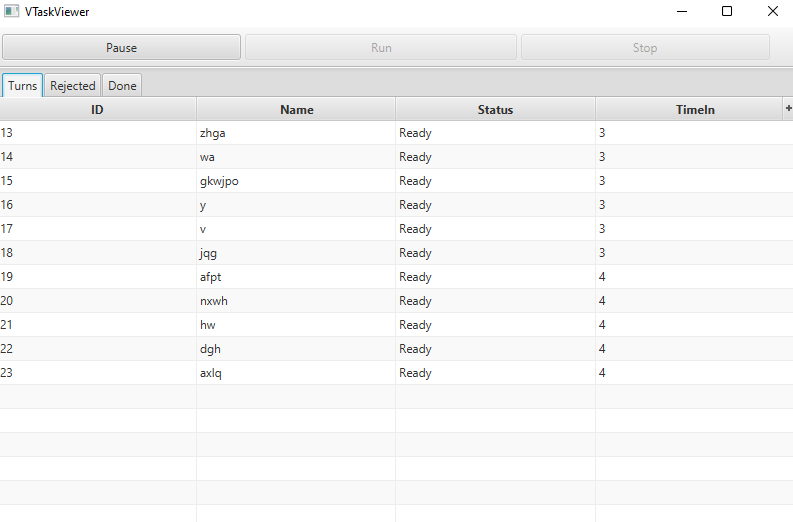 VTaskViewer
Pause Run Stop
Turns Rejected Done
ID Name Status TimeIn +
13 zhga Ready 3
14 wa Ready 3
15 gkwjpo Ready 3
16 y Ready 3
17 v Ready 3
18 jqg Ready 3
19 afpt Ready 4
20 nxwh Ready 4
21 hw Ready 4
22 dgh Ready 4
23 axlq Ready 4